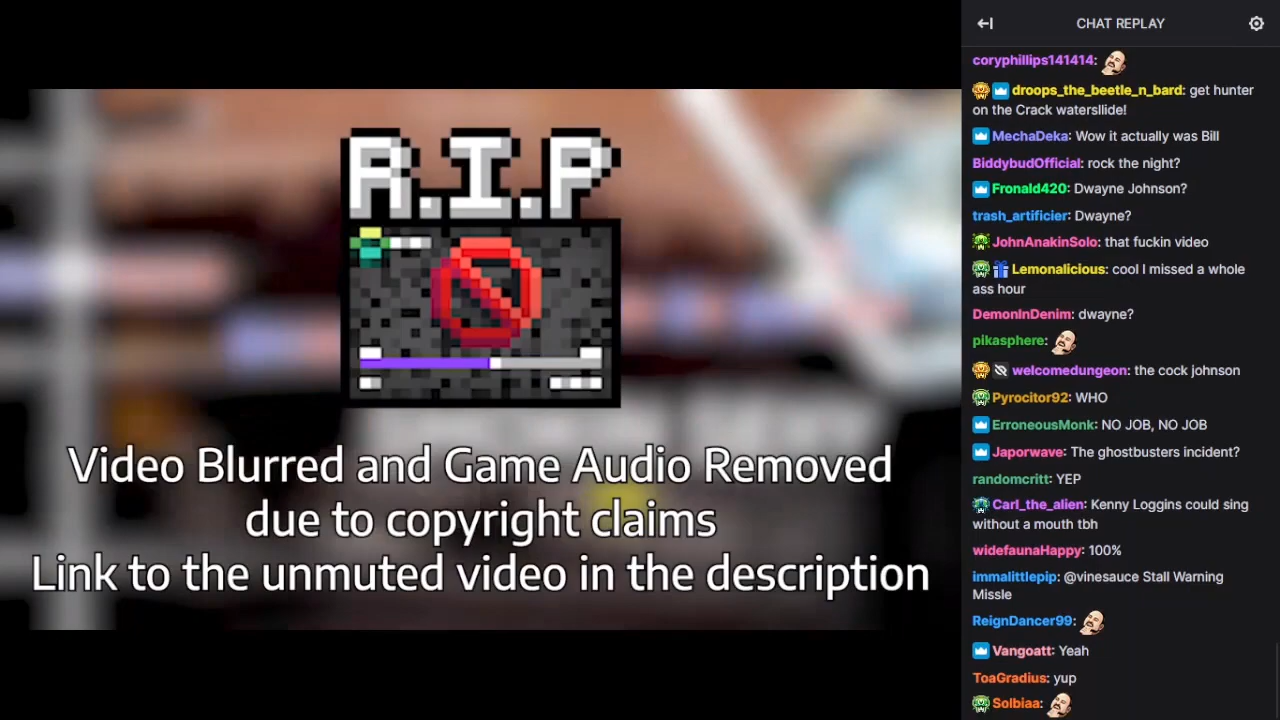 R.I.P
Video Blurred and Game Audio Removed
due to copyright claims
Link to the unmuted video in the description
CHAT REPLAY
coryphillips141414:
droops_the_beetle_n_bard: get hunter
on the Crack watersllide!
MechaDeka: Wow it actually was Bill
BiddybudOfficial: rock the night?
Fronald420: Dwayne Johnson?
trash_artificier: Dwayne?
JohnAnakinSolo: that fuckin video
Lemonalicious: cool I missed a whole
ass hour
DemonInDenim: dwayne?
pikasphere:
welcomedungeon: the cock johnson
Pyrocitor92: WHO
ErroneousMonk: NO JOB, NO JOB
Japorwave: The ghostbusters incident?
randomcritt: YEP
Carl_the_alien: Kenny Loggins could sing
without a mouth tbh
widefaunaHappy: 100%
immalittlepip: @vinesauce Stall Warning
Missle
ReignDancer99:
Vangoatt: Yeah
ToaGradius: yup
Solbiaa: